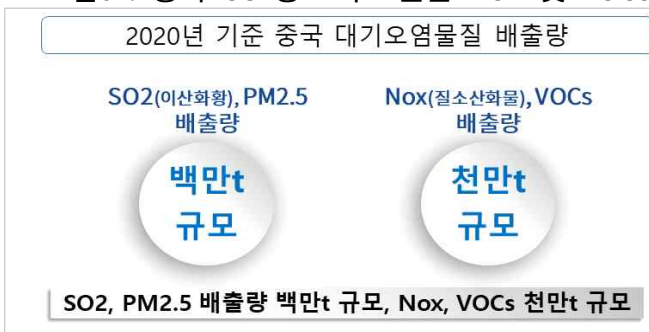 2020년 기준 중국 대기오염물질 배출량
SO2(이산화황), PM2.5
배출량
Nox(질소산화물), VOCs
배출량
백만t
규모
천만t
규모
SO2, PM2.5 배출량 백만t 규모, Nox, VOCs 천만t 규모